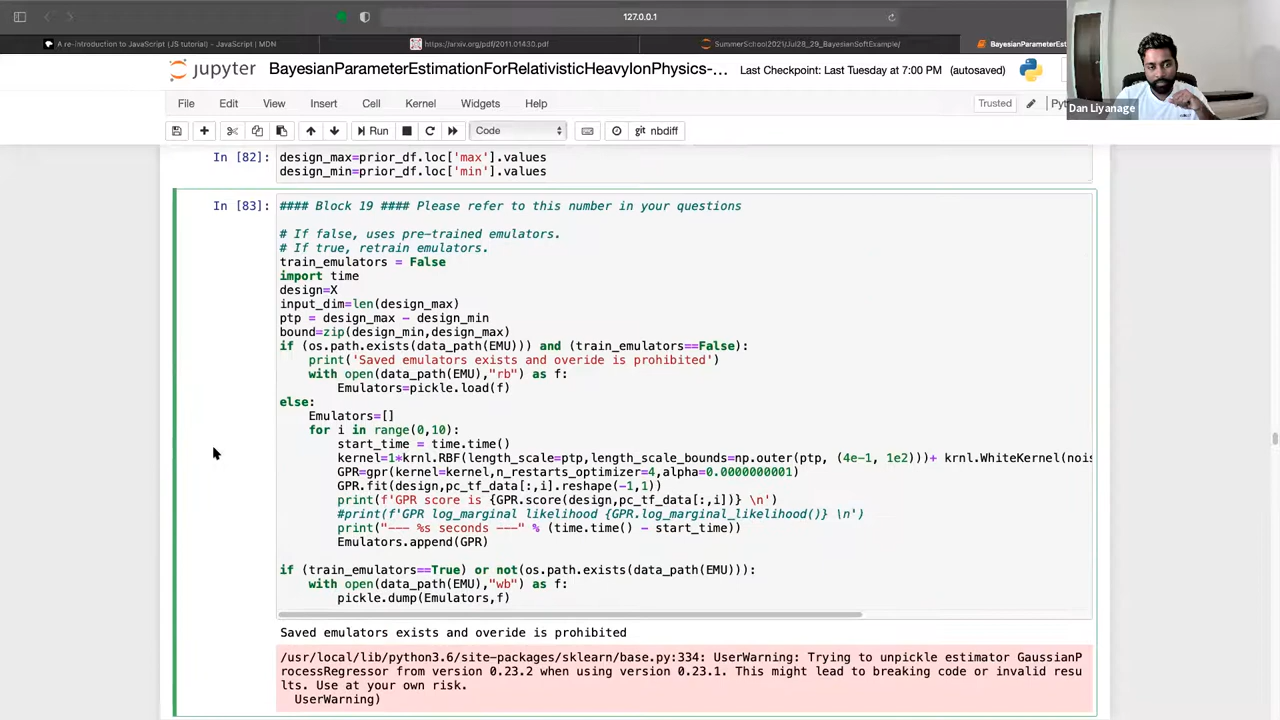 127.0.0.1
A re-introduction to JavaScript (JS tutorial) - JavaScript | MDN
https://arxiv.org/pdf/2011.01430.pdf
SummerSchool2021/Jul28_29_BayesianSoftExample/
BayesianParameterEst
jupyter BayesianParameterEstimationForRelativisticHeavyIonPhysics-... Last Checkpoint: Last Tuesday at 7:00 PM (autosaved)
Dan Liyanage
File Edit View Insert Cell Kernel Widgets Help Trusted
Run Code git nbdiff
In [82]: design_max=prior_df.loc['max'].values
design_min=prior_df.loc['min'].values
In [83]: #### Block 19 #### Please refer to this number in your questions
# If false, uses pre-trained emulators.
# If true, retrain emulators.
train_emulators = False
import time
design=X
input_dim=len(design_max)
ptp = design_max - design_min
bound=zip(design_min,design_max)
if (os.path.exists(data_path(EMU))) and (train_emulators==False):
print('Saved emulators exists and overide is prohibited')
with open(data_path(EMU),"rb") as f:
Emulators=pickle.load(f)
else:
Emulators=[]
for i in range(0,10):
start_time = time.time()
kernel=1*krnl.RBF(length_scale=ptp,length_scale_bounds=np.outer(ptp, (4e-1, 1e2)))+ krnl.WhiteKernel(noi
GPR=gpr(kernel=kernel,n_restarts_optimizer=4,alpha=0.0000000001)
GPR.fit(design,pc_tf_data[:,i].reshape(-1,1))
print(f'GPR score is {GPR.score(design,pc_tf_data[:,i])} \n')
#print(f'GPR log_marginal likelihood {GPR.log_marginal_likelihood()} \n')
print("--- %s seconds ---" % (time.time() - start_time))
Emulators.append(GPR)
if (train_emulators==True) or not(os.path.exists(data_path(EMU))):
with open(data_path(EMU),"wb") as f:
pickle.dump(Emulators,f)
Saved emulators exists and overide is prohibited
/usr/local/lib/python3.6/site-packages/sklearn/base.py:334: UserWarning: Trying to unpickle estimator GaussianP
rocessRegressor from version 0.23.2 when using version 0.23.1. This might lead to breaking code or invalid resu
lts. Use at your own risk.
UserWarning)